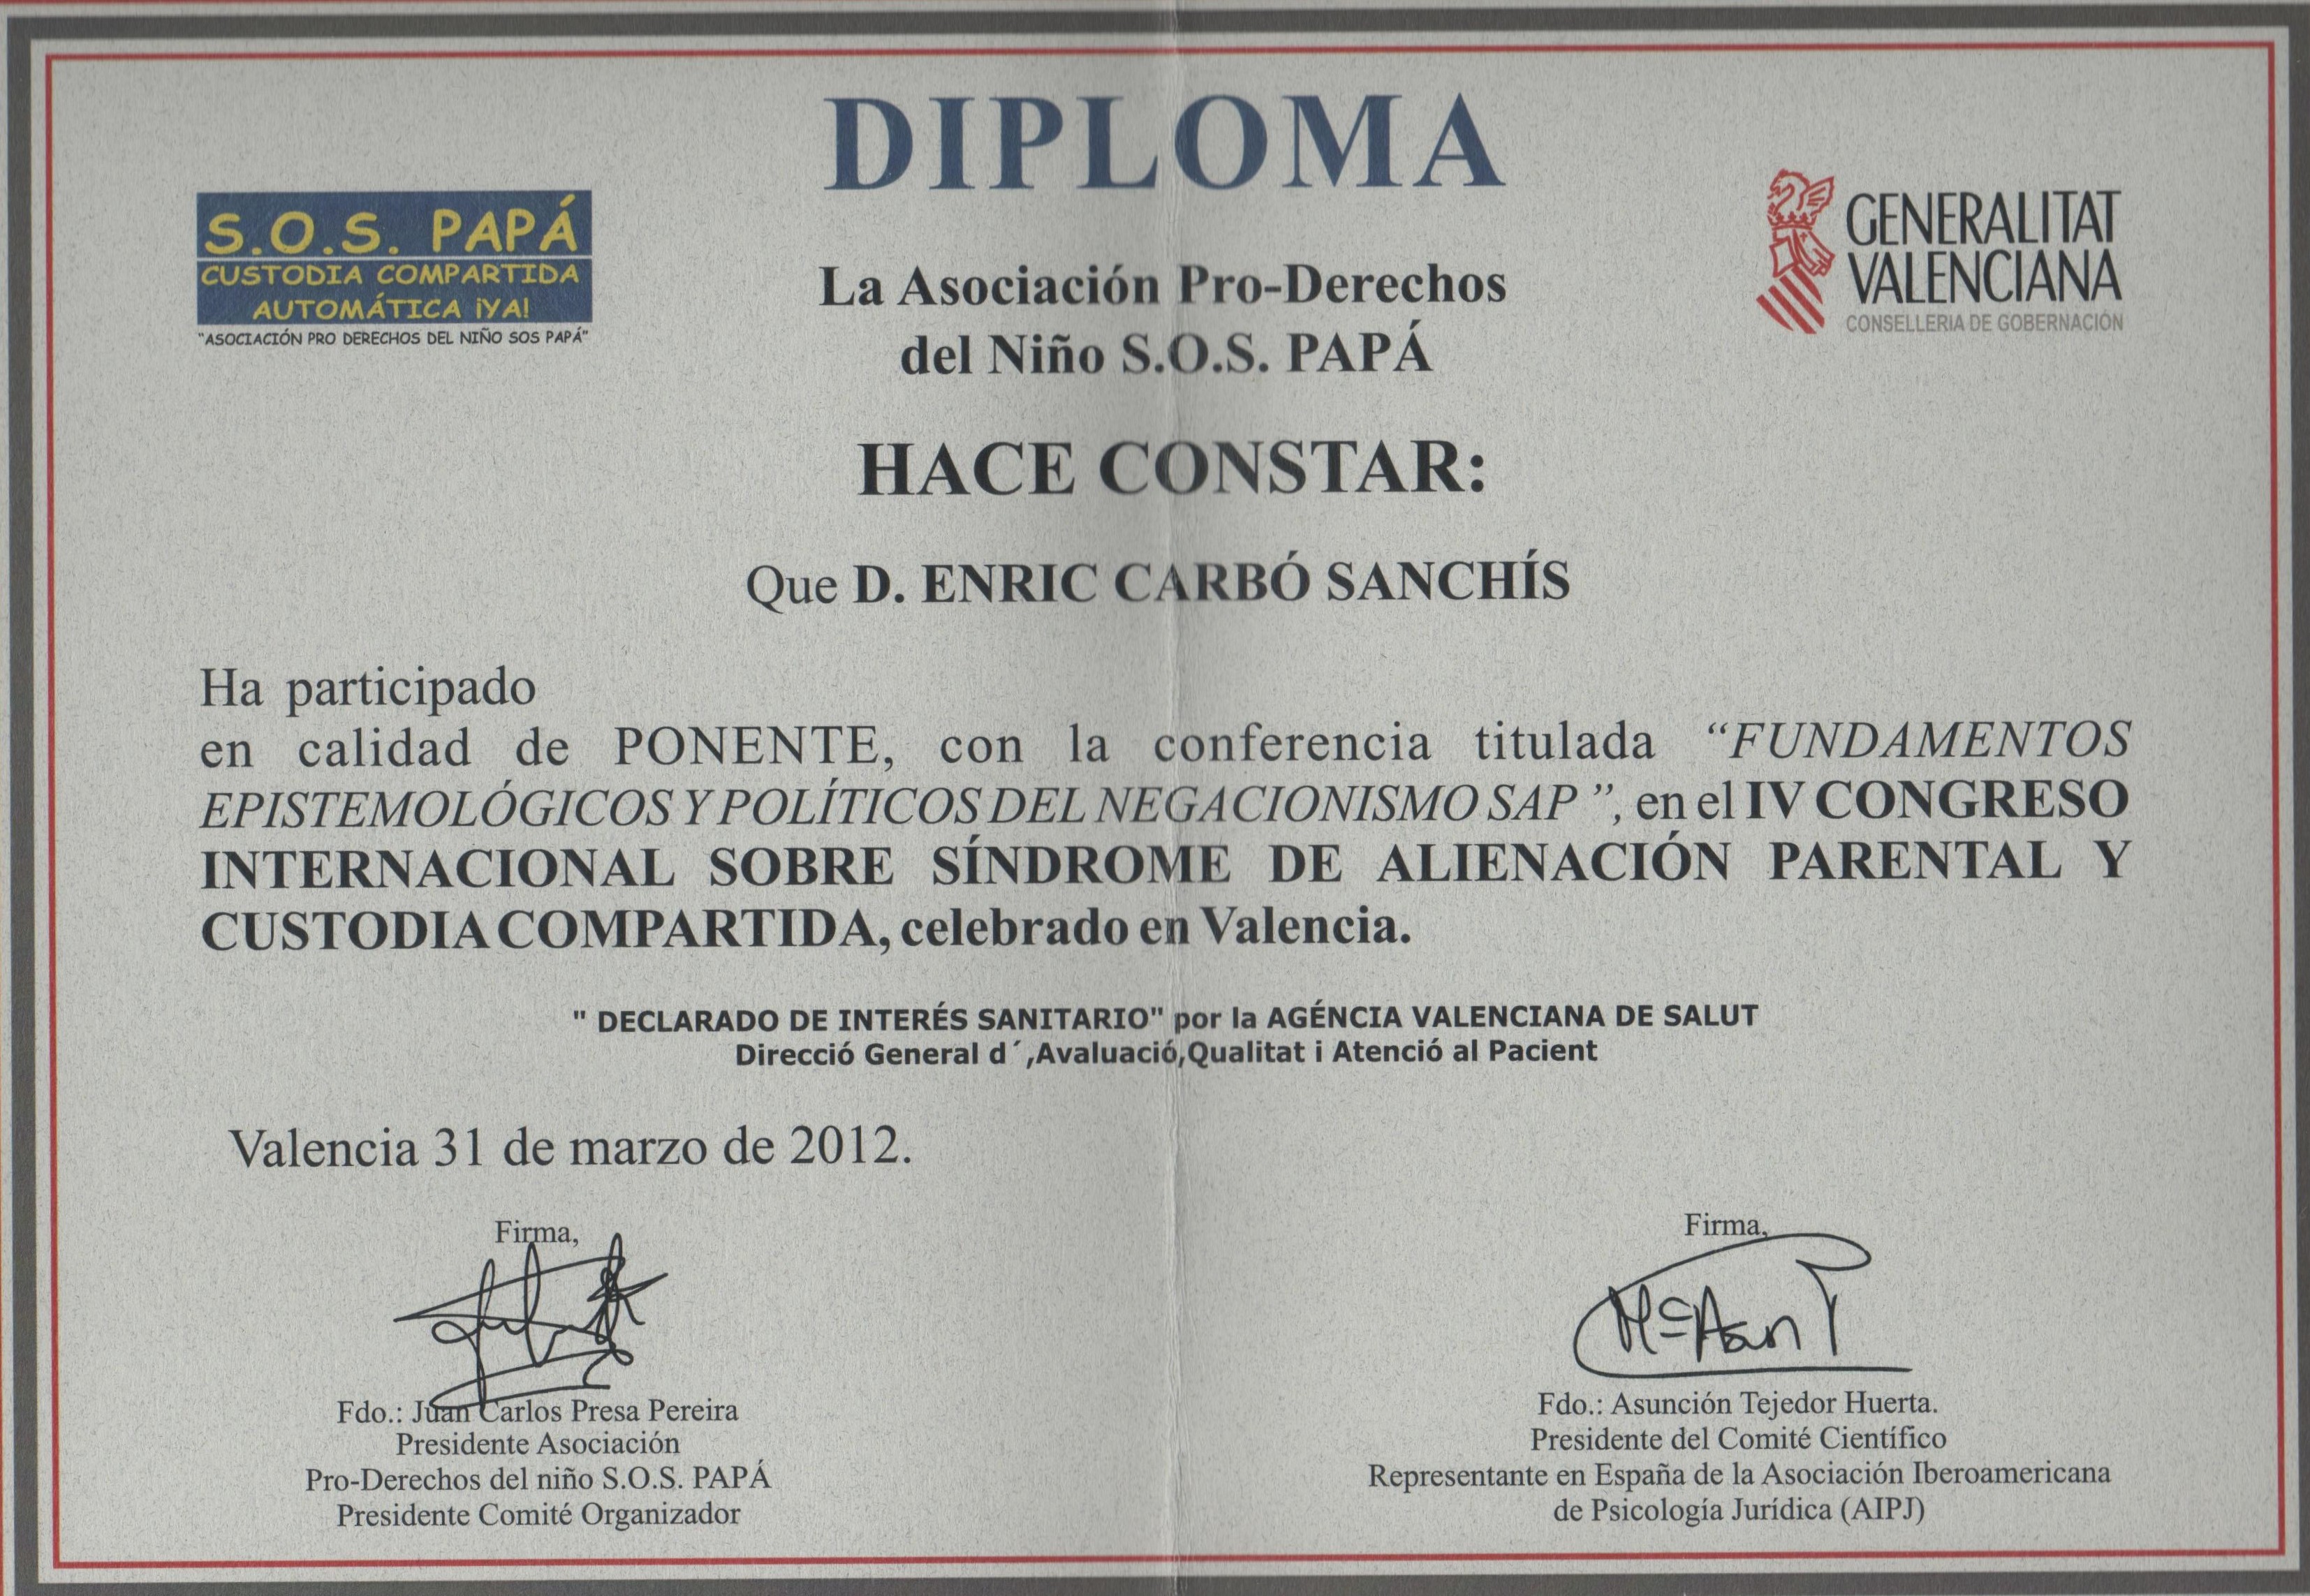 DIPLOMA
S.O.S. PAPÁ
CUSTODIA COMPARTIDA
AUTOMÁTICA ¡YA!
"ASOCIACIÓN PRO DERECHOS DEL NIÑO SOS PAPÁ"
GENERALITAT
VALENCIANA
CONSELLERIA DE GOBERNACIÓN
La Asociación Pro-Derechos
del Niño S.O.S. PAPÁ
HACE CONSTAR:
Que D. ENRIC CARBÓ SANCHÍS
Ha participado
en calidad de PONENTE, con la conferencia titulada “FUNDAMENTOS
EPISTEMOLÓGICOS Y POLÍTICOS DEL NEGACIONISMO SAP ”, en el IV CONGRESO
INTERNACIONAL SOBRE SÍNDROME DE ALIENACIÓN PARENTAL Y
CUSTODIA COMPARTIDA, celebrado en Valencia.
" DECLARADO DE INTERÉS SANITARIO" por la AGÉNCIA VALENCIANA DE SALUT
Direcció General d´,Avaluació,Qualitat i Atenció al Pacient
Valencia 31 de marzo de 2012.
Firma,
Fdo.: Juan Carlos Presa Pereira
Presidente Asociación
Pro-Derechos del niño S.O.S. PAPÁ
Presidente Comité Organizador
Firma,
Fdo.: Asunción Tejedor Huerta.
Presidente del Comité Científico
Representante en España de la Asociación Iberoamericana
de Psicología Jurídica (AIPJ)